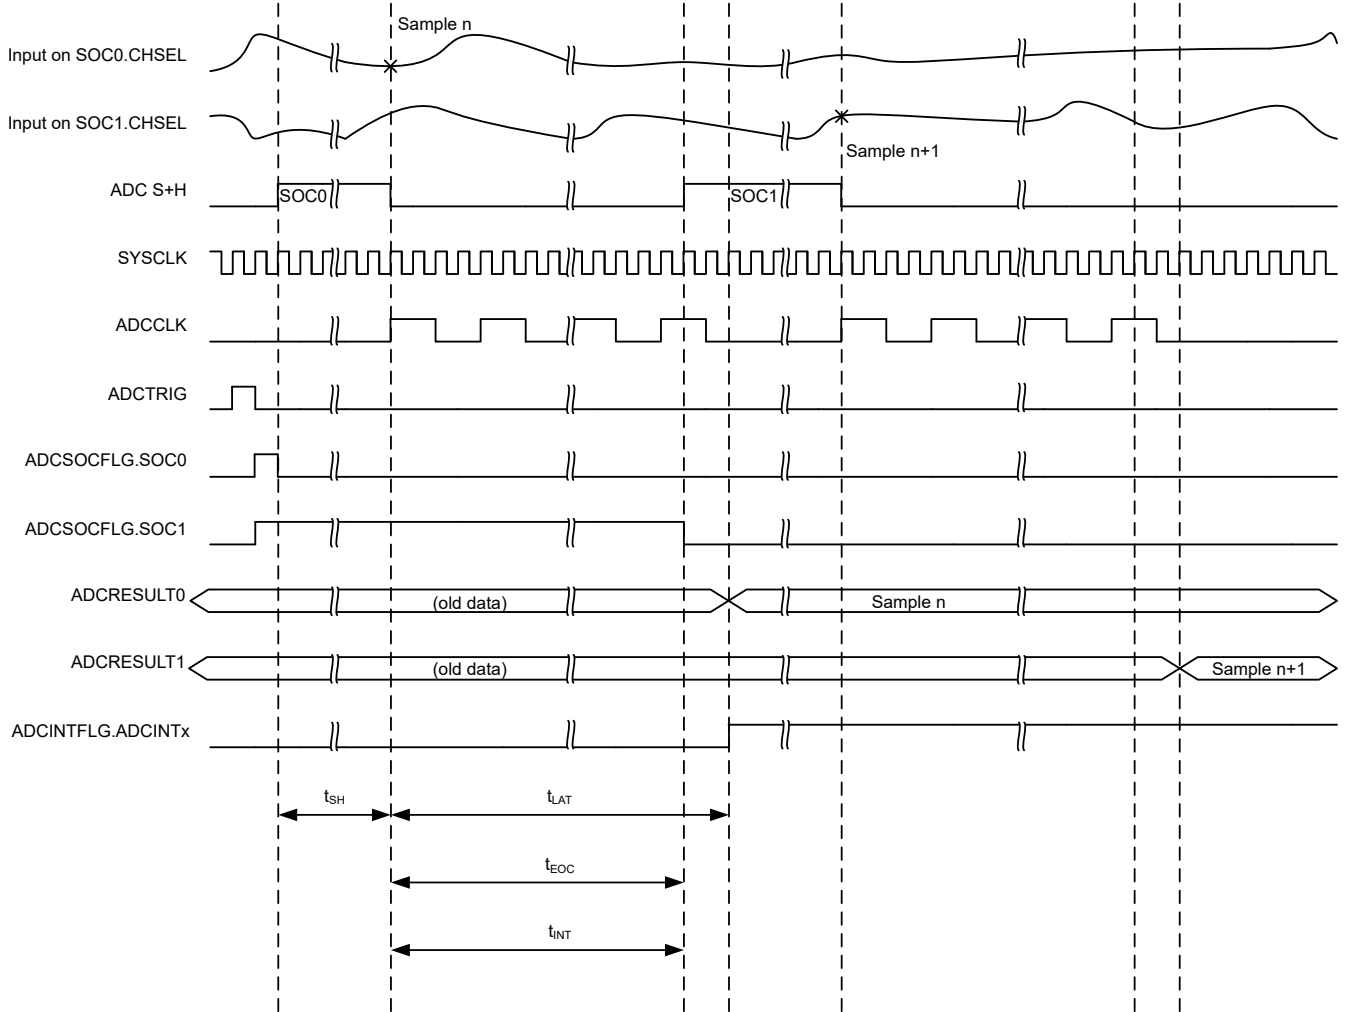 Sample n
Input on SOC0.CHSEL
Input on SOC1.CHSEL
Sample n+1
ADC S+H
SOC0
SOC1
SYSCLK
ADCCLK
ADCTRIG
ADCSOCFLG.SOC0
ADCSOCFLG.SOC1
ADCRESULT0
(old data)
Sample n
ADCRESULT1
(old data)
Sample n+1
ADCINTFLG.ADCINTx
tSH
tLAT
tEOC
tINT